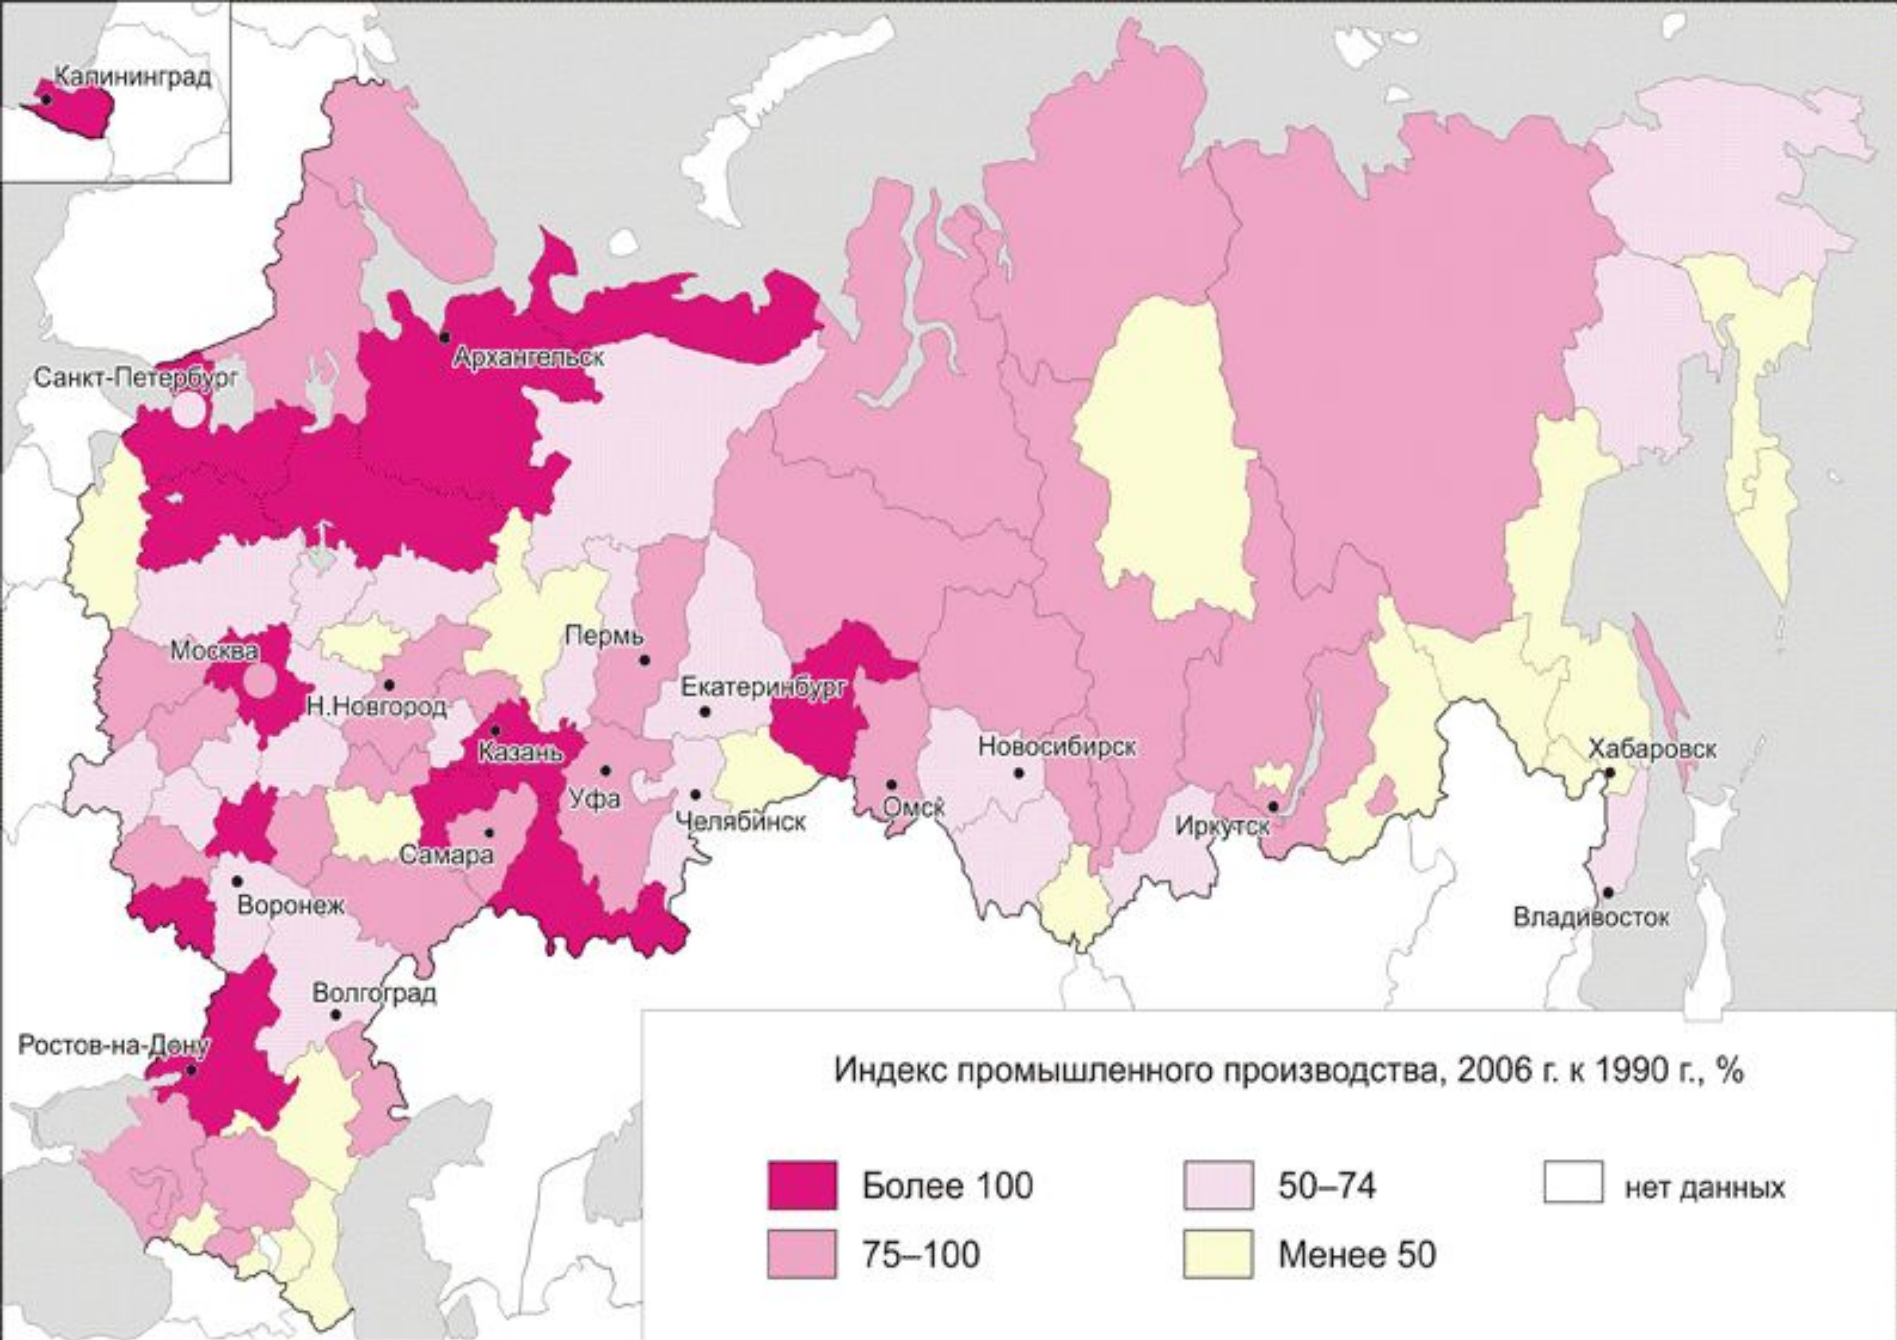 Калининград
Архангельск
Санкт-Петербург
Москва
Пермь
Н.Новгород
Екатеринбург
Казань
Новосибирск
Хабаровск
Уфа
Челябинск
Омск
Иркутск
Самара
Воронеж
Владивосток
Волгоград
Ростов-на-Дону
Индекс промышленного производства, 2006 г. к 1990 г., %
Более 100
50–74
нет данных
75–100
Менее 50